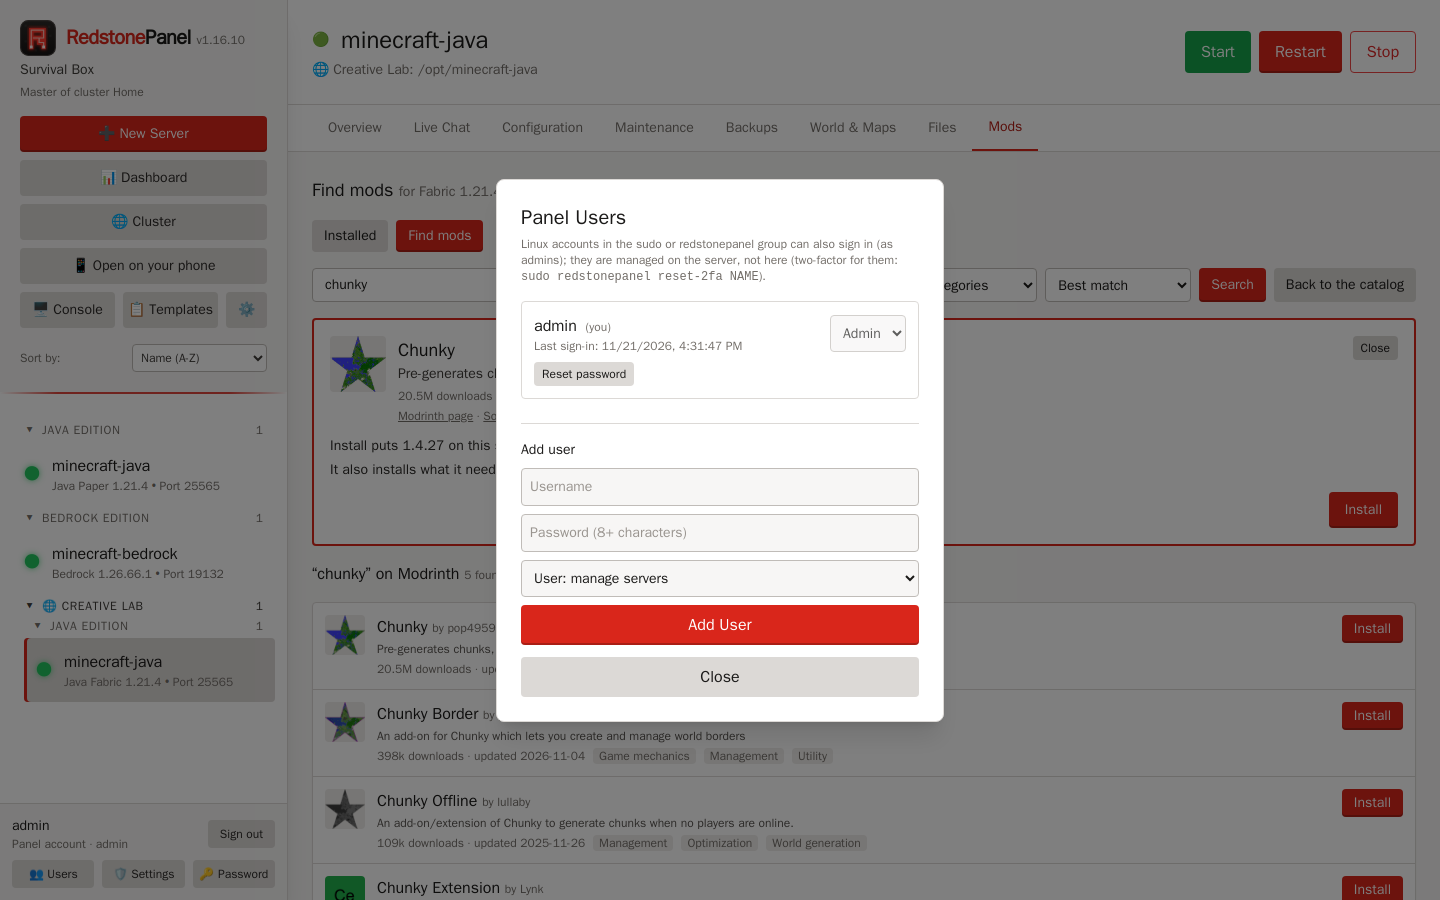 RedstonePanel v1.16.10
Survival Box
Master of cluster Home
➕ New Server
📊 Dashboard
🌐 Cluster
📱 Open on your phone
🖥️ Console
📋 Templates
⚙️
Sort by:
Name (A-Z)
▼ JAVA EDITION 1
minecraft-java
Java Paper 1.21.4 • Port 25565
▼ BEDROCK EDITION 1
minecraft-bedrock
Bedrock 1.26.66.1 • Port 19132
▼ 🌐 CREATIVE LAB 1
▼ JAVA EDITION 1
minecraft-java
Java Fabric 1.21.4 • Port 25565
admin
Panel account · admin
Sign out
👥 Users
🛡️ Settings
🔑 Password
minecraft-java
🌐 Creative Lab: /opt/minecraft-java
Start
Restart
Stop
Overview
Live Chat
Configuration
Maintenance
Backups
World & Maps
Files
Mods
Find mods for Fabric 1.21.4
Installed
Find mods
chunky
Best match
Search
Back to the catalog
Chunky
Pre-generates
20.5M downloads
Modrinth page ·
Close
Install puts 1.4.27 on this
It also installs what it need
Install
“chunky” on Modrinth 5
Chunky by pop4959
Pre-generates chunks,
20.5M downloads ·
Install
Chunky Border by
An add-on for Chunky which lets you create and manage world borders
398k downloads · updated 2026-11-04 Game mechanics Management Utility
Install
Chunky Offline by lullaby
An add-on/extension of Chunky to generate chunks when no players are online.
109k downloads · updated 2025-11-26 Management Optimization World generation
Install
Ce
Chunky Extension by Lynk
Install
Panel Users
Linux accounts in the sudo or redstonepanel group can also sign in (as
admins); they are managed on the server, not here (two-factor for them:
sudo redstonepanel reset-2fa NAME).
admin (you)
Last sign-in: 11/21/2026, 4:31:47 PM
Admin
Reset password
Add user
Username
Password (8+ characters)
User: manage servers
Add User
Close